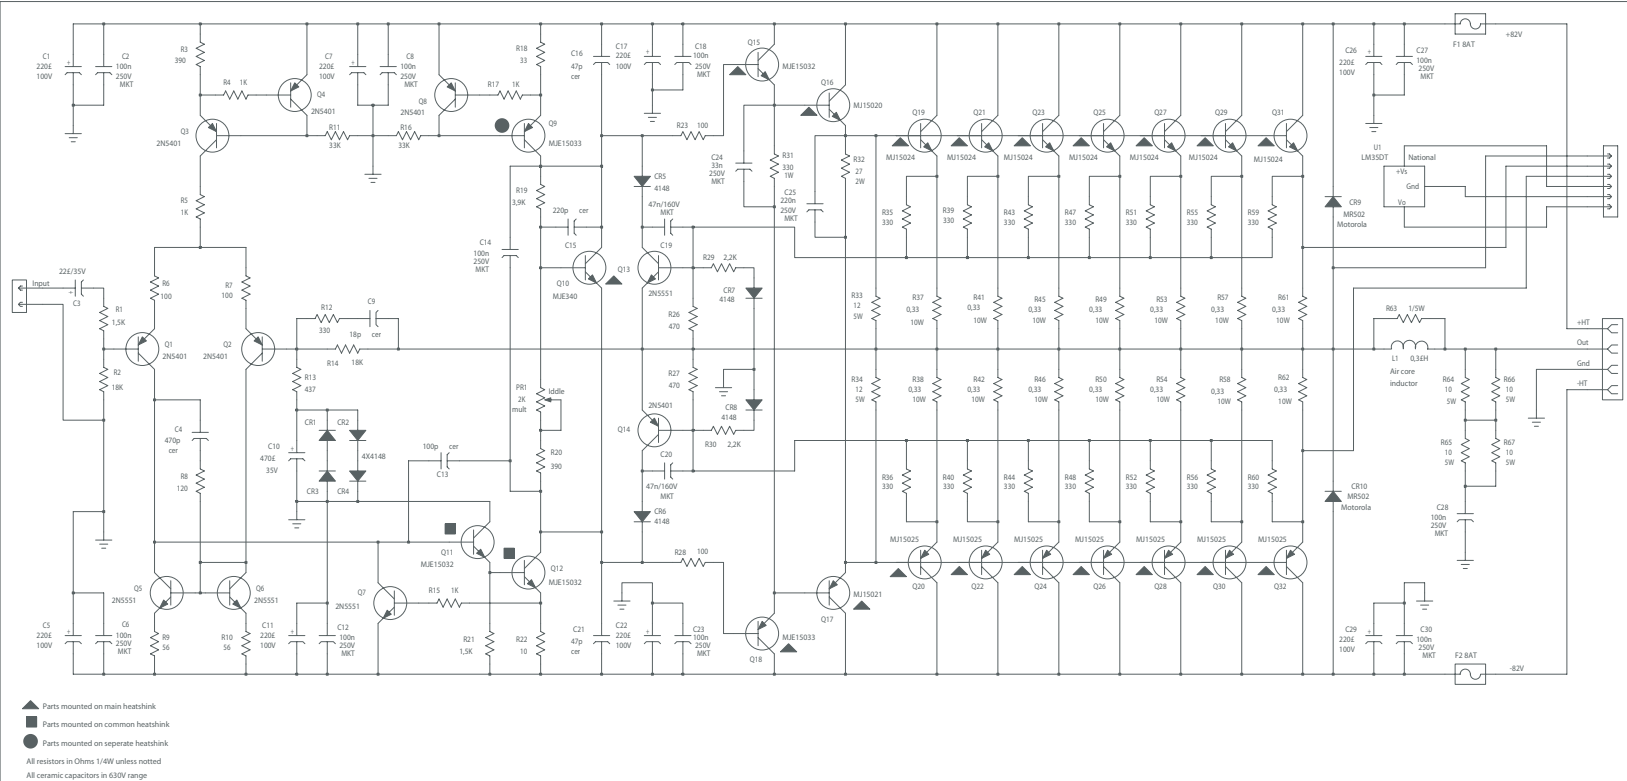 C1
220£
100V
C2
100n
250V
MKT
R3
390
R4 1K
Q4
2N5401
Q3
2N5401
C7
220£
100V
C8
100n
250V
MKT
R11
33K
R16
33K
Q8
2N5401
R17 1K
R18
33
Q9
MJE15033
C16
47p
cer
C17
220£
100V
C18
100n
250V
MKT
Q15
MJE15032
Q16
MJ15020
R23 100
C24
33n
250V
MKT
R31
330
1W
C25
220n
250V
MKT
R32
27
2W
Q19
MJ15024
Q21
MJ15024
Q23
MJ15024
Q25
MJ15024
Q27
MJ15024
Q29
MJ15024
Q31
MJ15024
C26
220£
100V
C27
100n
250V
MKT
F1 8AT
+82V
U1
LM35DT
National
+Vs
Gnd
Vo
R5
1K
R19
3,9K
220p cer
C15
C14
100n
250V
MKT
Q10
MJE340
CR5
4148
47n/160V
MKT
C19
Q13
2N5551
R29 2,2K
CR7
4148
R26
470
R35
330
R39
330
R43
330
R47
330
R51
330
R55
330
R59
330
CR9
MR502
Motorola
Input
22£/35V
C3
R1
1,5K
R2
18K
R6
100
R7
100
Q1
2N5401
Q2
2N5401
R12
330
C9
18p cer
R14 18K
R13
437
R33
12
5W
R37
0,33
10W
R41
0,33
10W
R45
0,33
10W
R49
0,33
10W
R53
0,33
10W
R57
0,33
10W
R61
0,33
10W
R63 1/5W
L1 0,3£H
Air core
inductor
+HT
Out
Gnd
-HT
PR1
2K
mult
Iddle
R27
470
CR8
4148
2N5401
Q14
R30 2,2K
C20
47n/160V
MKT
CR6
4148
R34
12
5W
R38
0,33
10W
R42
0,33
10W
R46
0,33
10W
R50
0,33
10W
R54
0,33
10W
R58
0,33
10W
R62
0,33
10W
R64
10
5W
R66
10
5W
R65
10
5W
R67
10
5W
C4
470p
cer
R8
120
C10
470£
35V
CR1
CR2
4X4148
CR3
CR4
100p cer
C13
R20
390
R36
330
R40
330
R44
330
R48
330
R52
330
R56
330
R60
330
CR10
MR502
Motorola
C28
100n
250V
MKT
Q11
MJE15032
Q12
MJE15032
R28 100
MJ15025
Q20
MJ15025
Q22
MJ15025
Q24
MJ15025
Q26
MJ15025
Q28
MJ15025
Q30
MJ15025
Q32
Q5
2N5551
Q6
2N5551
Q7
2N5551
R15 1K
MJ15021
Q17
C5
220£
100V
C6
100n
250V
MKT
R9
56
R10
56
C11
220£
100V
C12
100n
250V
MKT
R21
1,5K
R22
10
C21
47p
cer
C22
220£
100V
C23
100n
250V
MKT
MJE15033
Q18
C29
220£
100V
C30
100n
250V
MKT
F2 8AT
-82V
Parts mounted on main heatshink
Parts mounted on common heatshink
Parts mounted on seperate heatshink
All resistors in Ohms 1/4W unless notted
All ceramic capacitors in 630V range